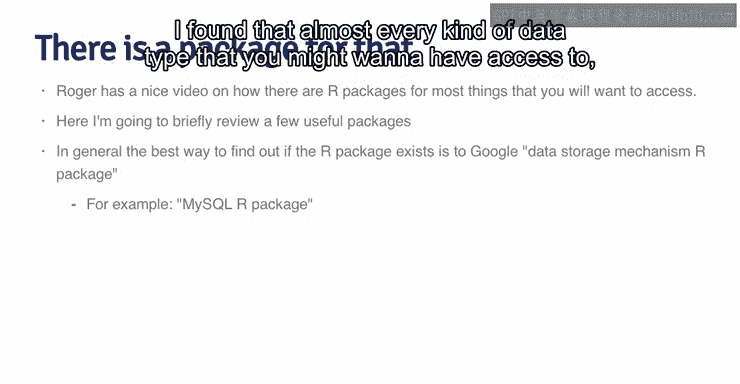 I found that almost every kind of data
type that you might wanna have access to,
There is a package for that
Roger has a nice video on how there are R packages for most things that you will want to access.
Here I'm going to briefly review a few useful packages
In general the best way to find out if the R package exists is to Google "data storage mechanism R
package"
- For example: "MySQL R package"